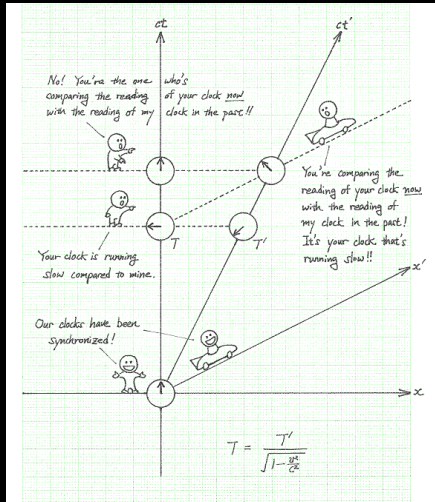 ct
ct'
No! You're the one who's
comparing the reading of your clock now
with the reading of my clock in the past!!
You're comparing the
reading of your clock now
with the reading of
my clock in the past!
It's your clock that's
running slow!!
T
T'
Your clock is running
slow compared to mine.
x'
Our clocks have been
synchronized!
x
T = T' / √(1 - v²/c²)